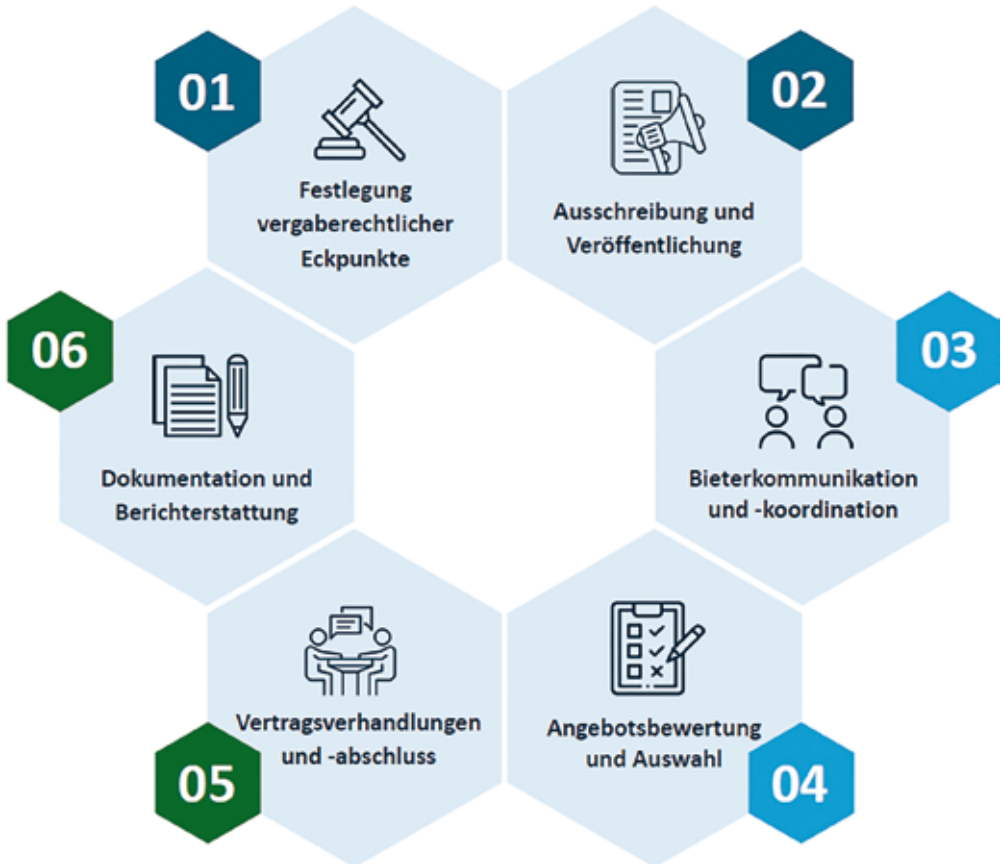 01
Festlegung
vergaberechtlicher
Eckpunkte
02
Ausschreibung und
Veröffentlichung
03
Bieterkommunikation
und -koordination
04
Angebotsbewertung
und Auswahl
05
Vertragsverhandlungen
und -abschluss
06
Dokumentation und
Berichterstattung